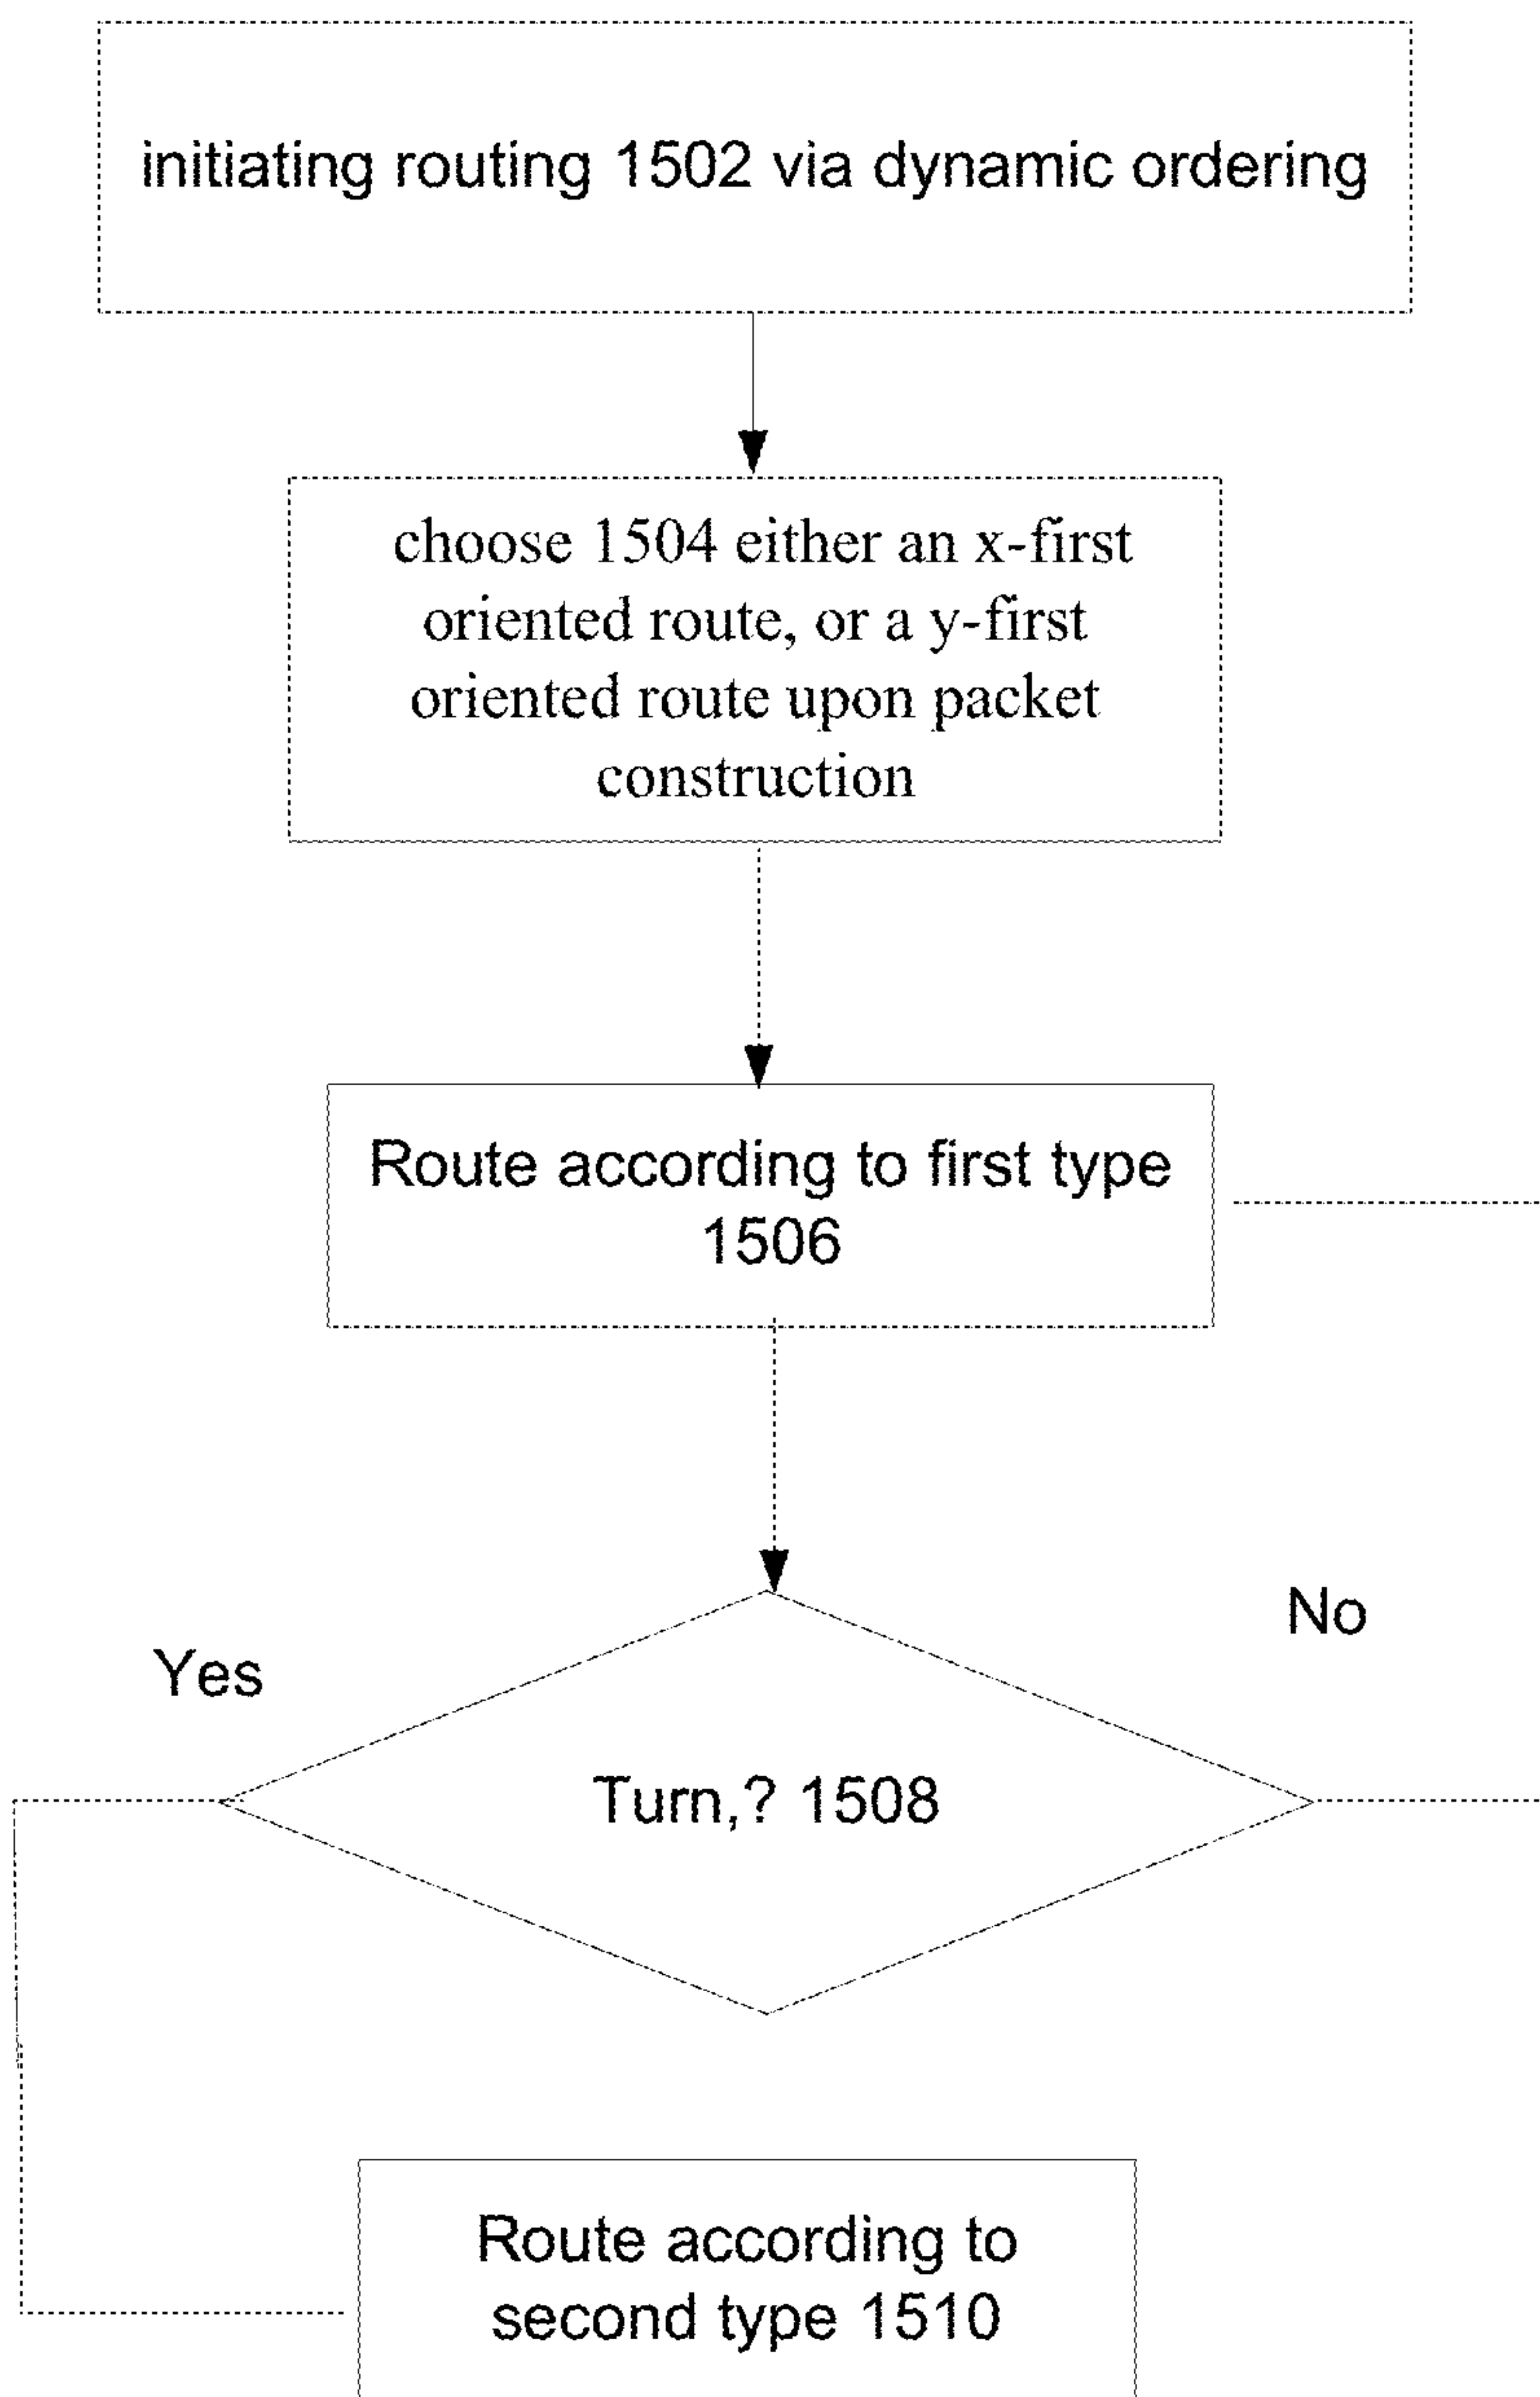 initiating routing 1502 via dynamic ordering
choose 1504 either an x-first
oriented route, or a y-first
oriented route upon packet
construction
Route according to first type
1506
No
Yes
Turn,? 1508
Route according to
second type 1510